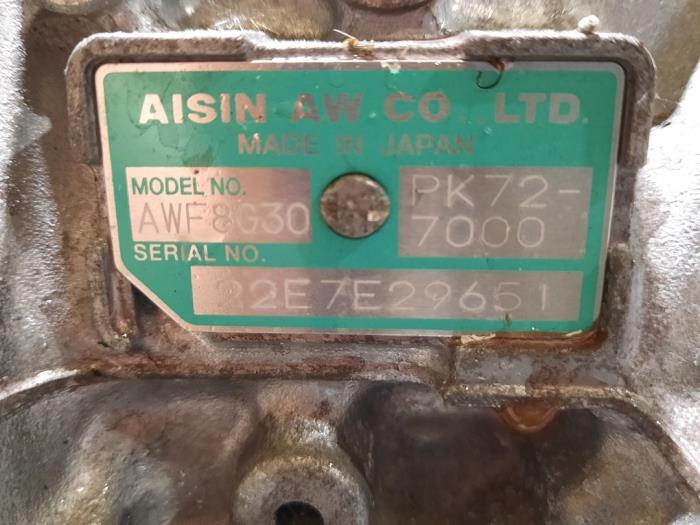 AISIN AW CO., LTD.
MADE IN JAPAN
MODEL NO.
AWF8G30
PK72-
7000
SERIAL NO.
22E7E29651